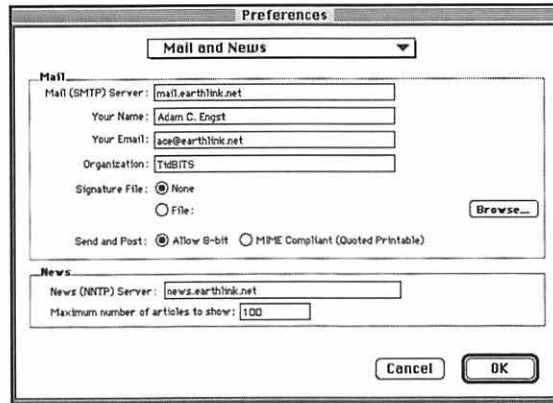 Preferences
Mail and News
Mail
Mail (SMTP) Server: mail.earthlink.net
Your Name: Adam C. Engst
Your Email: ace@earthlink.net
Organization: TidBITS
Signature File: None
File:
Browse...
Send and Post: Allow 8-bit MIME Compliant (Quoted Printable)
News
News (NNTP) Server: news.earthlink.net
Maximum number of articles to show: 100
Cancel OK